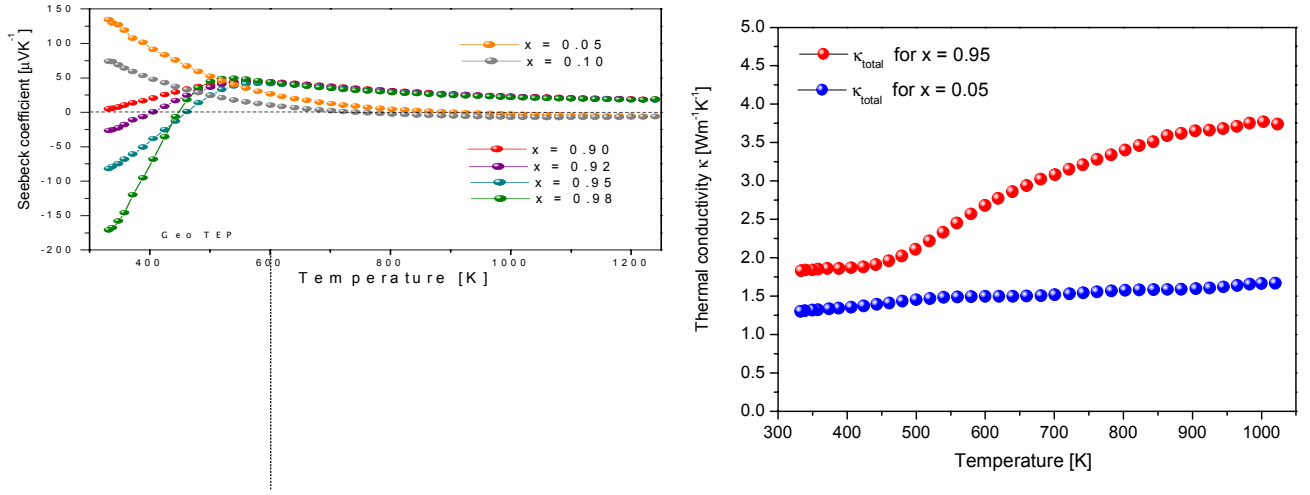 Seebeck coefficient [µVK⁻¹]
150
100
50
0
-50
-100
-150
-200
x = 0.05
x = 0.10
x = 0.90
x = 0.92
x = 0.95
x = 0.98
Geo TEP
400 600 800 1000 1200
Temperature [K]
Thermal conductivity κ [Wm⁻¹K⁻¹]
5.0
4.5
4.0
3.5
3.0
2.5
2.0
1.5
1.0
0.5
0.0
κtotal for x = 0.95
κtotal for x = 0.05
300 400 500 600 700 800 900 1000
Temperature [K]